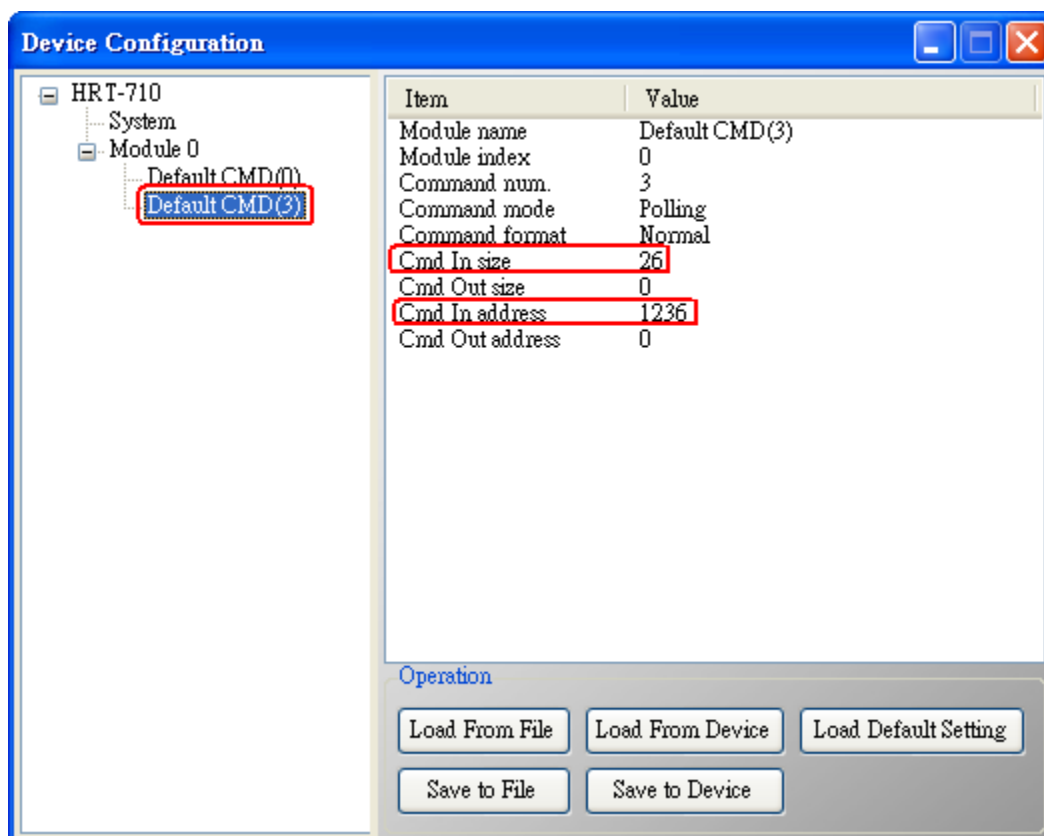 Device Configuration
HRT-710
System
Module 0
Default CMD(0)
Default CMD(3)
Item Value
Module name Default CMD(3)
Module index 0
Command num. 3
Command mode Polling
Command format Normal
Cmd In size 26
Cmd Out size 0
Cmd In address 1236
Cmd Out address 0
Operation
Load From File Load From Device Load Default Setting
Save to File Save to Device